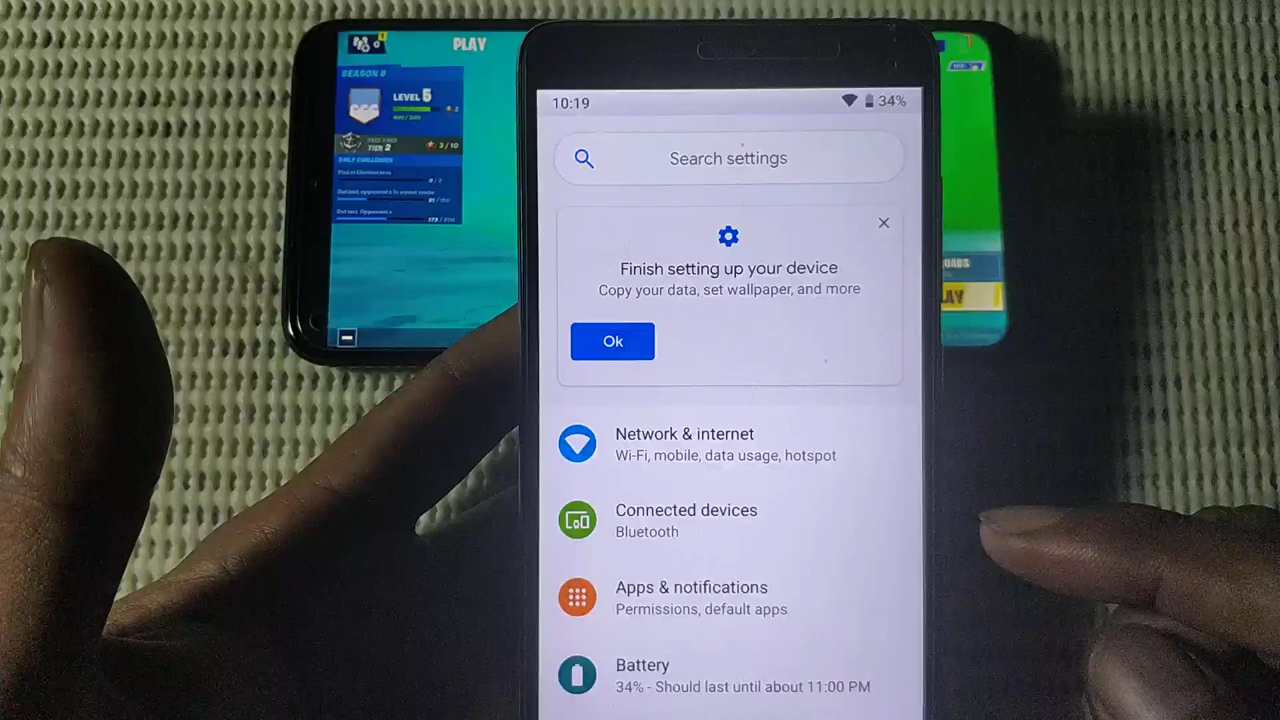 PLAY
SEASON 9
LEVEL 5
TIER 2
3/10
DAILY CHALLENGES
Defeat Opponents
10:19
34%
Search settings
Finish setting up your device
Copy your data, set wallpaper, and more
Ok
Network & internet
Wi-Fi, mobile, data usage, hotspot
Connected devices
Bluetooth
Apps & notifications
Permissions, default apps
Battery
34% - Should last until about 11:00 PM